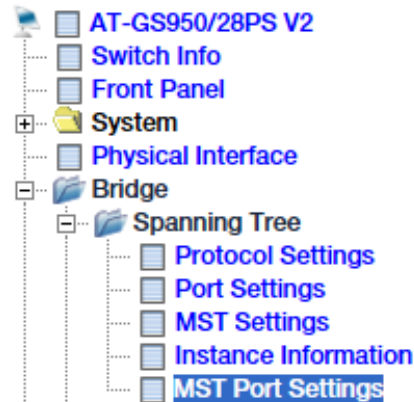 AT-GS950/28PS V2
Switch Info
Front Panel
System
Physical Interface
Bridge
Spanning Tree
Protocol Settings
Port Settings
MST Settings
Instance Information
MST Port Settings